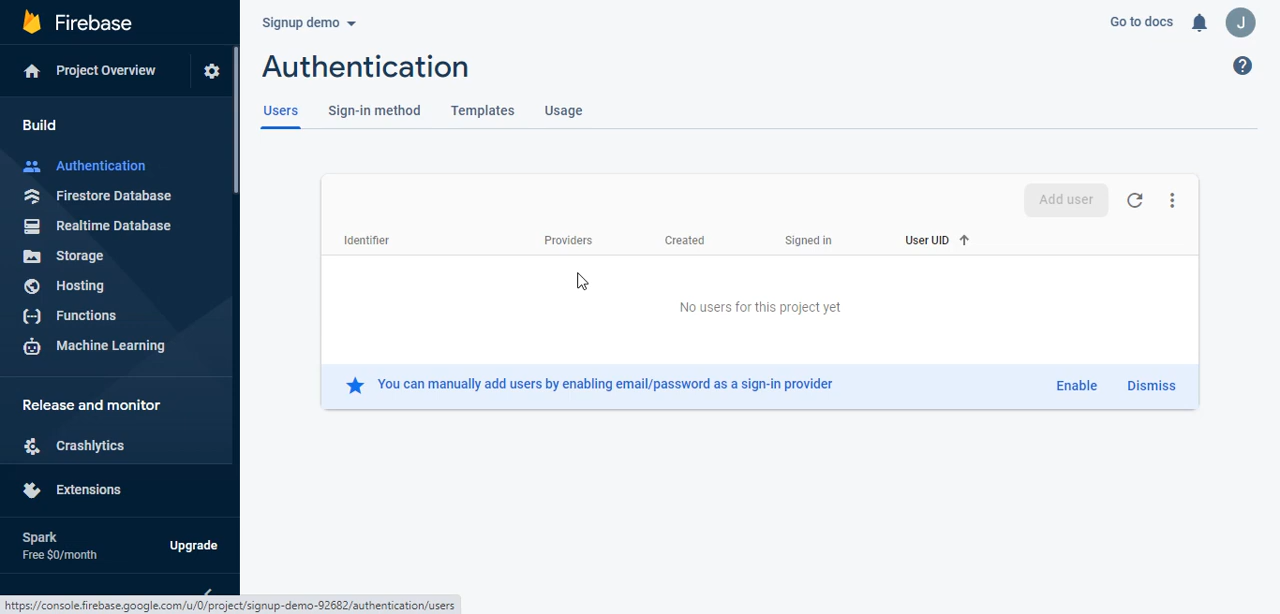 Firebase
Signup demo
Go to docs
J
Project Overview
Authentication
?
Users Sign-in method Templates Usage
Build
Authentication
Firestore Database
Realtime Database
Storage
Hosting
Functions
Machine Learning
Release and monitor
Crashlytics
Extensions
Spark
Free $0/month
Upgrade
Add user
Identifier Providers Created Signed in User UID
No users for this project yet
You can manually add users by enabling email/password as a sign-in provider
Enable Dismiss
https://console.firebase.google.com/u/0/project/signup-demo-92682/authentication/users